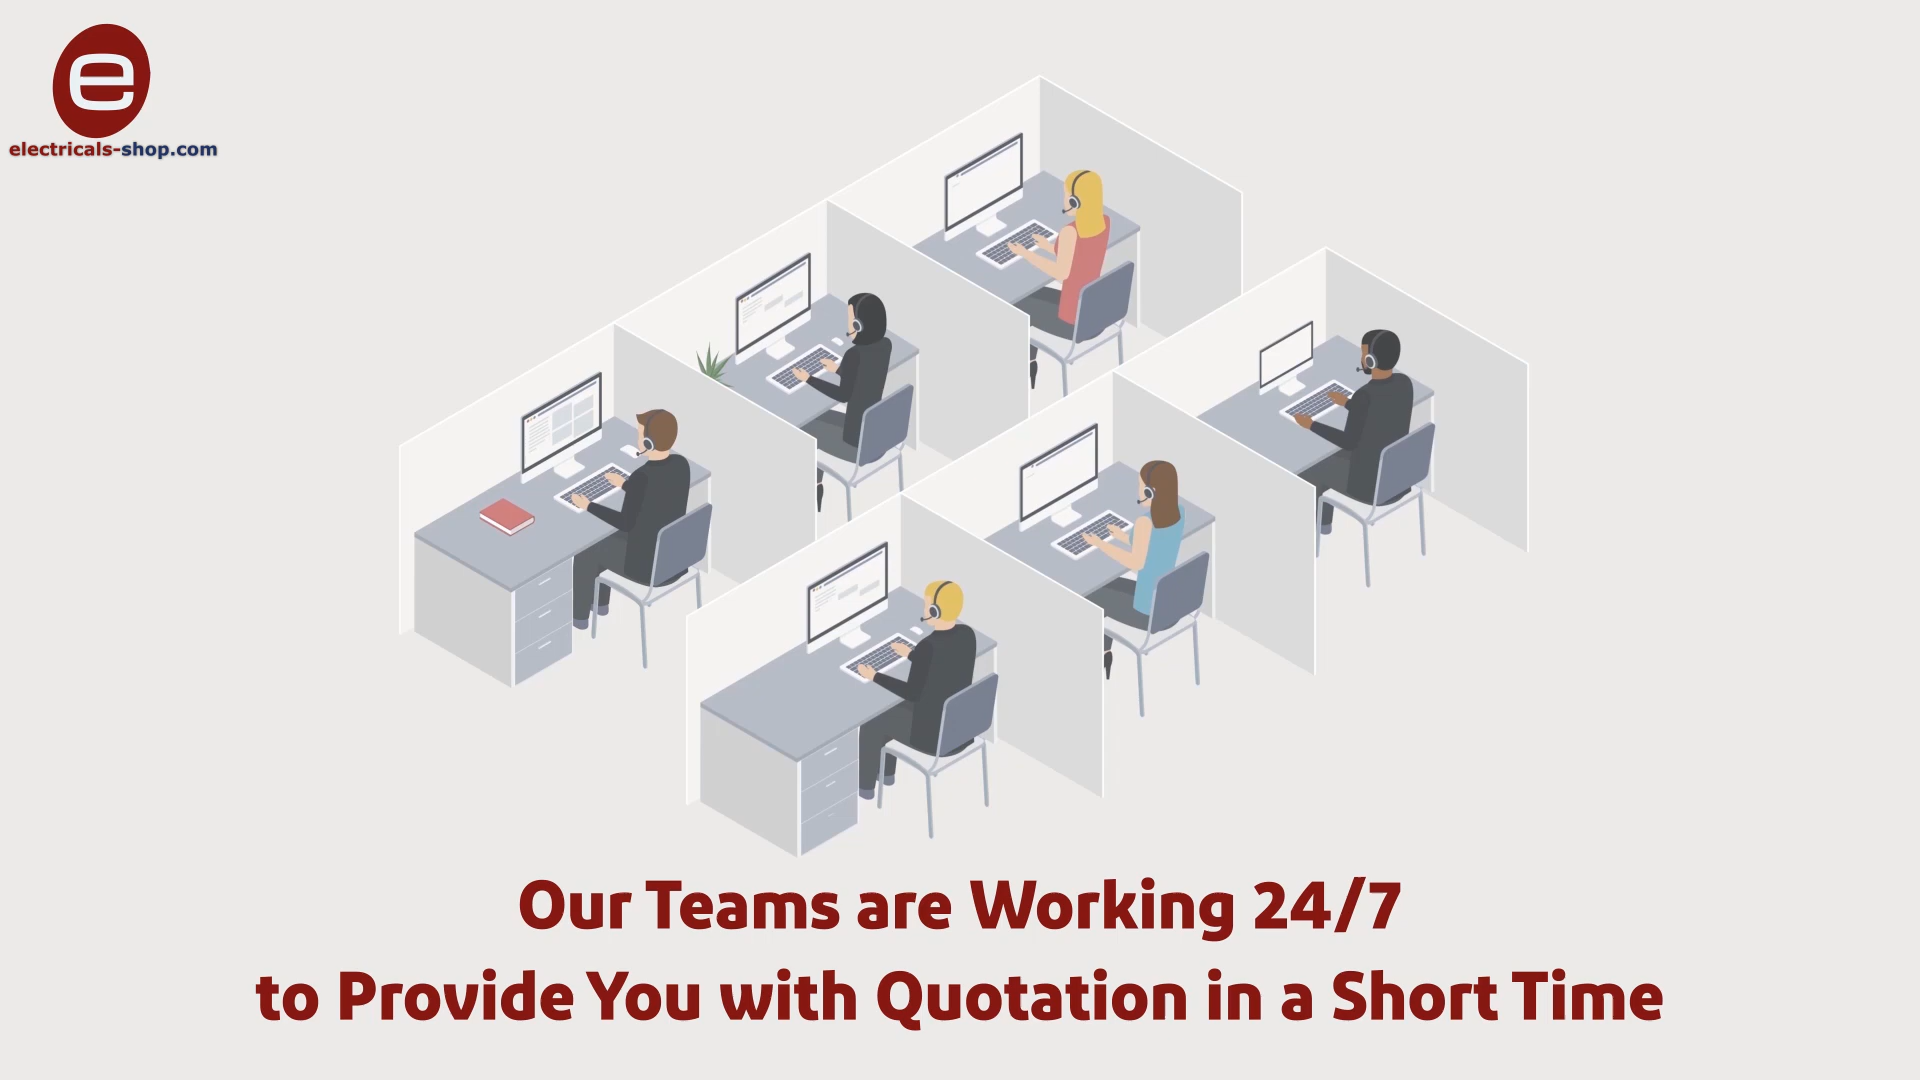 e
electricals-shop.com
Our Teams are Working 24/7
to Provide You with Quotation in a Short Time